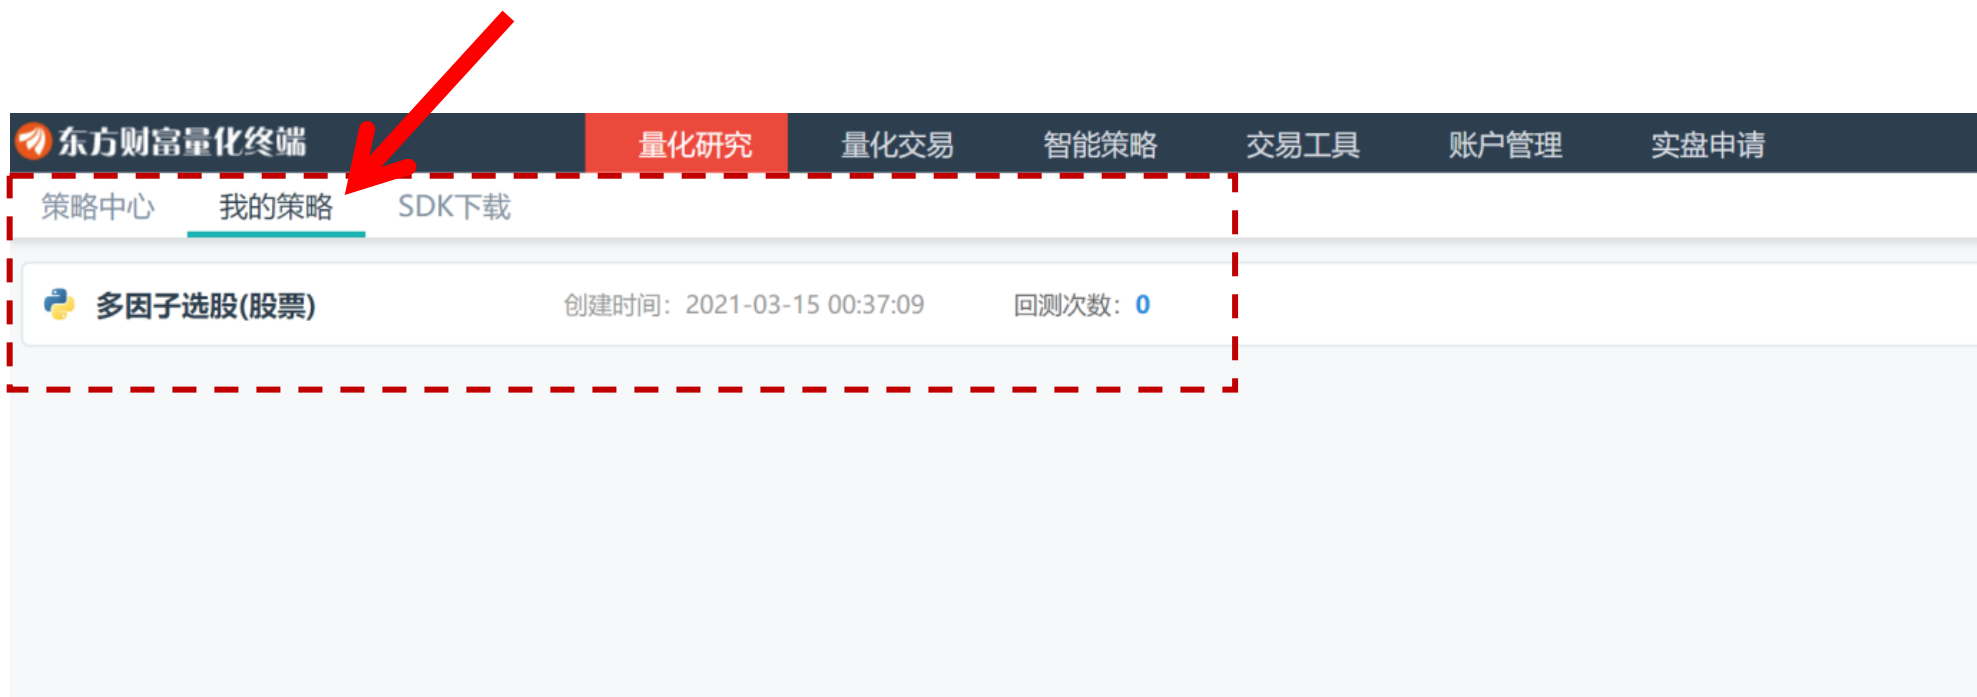 东方财富量化终端 量化研究 量化交易 智能策略 交易工具 账户管理 实盘申请
策略中心 我的策略 SDK下载
多因子选股(股票) 创建时间：2021-03-15 00:37:09 回测次数：0